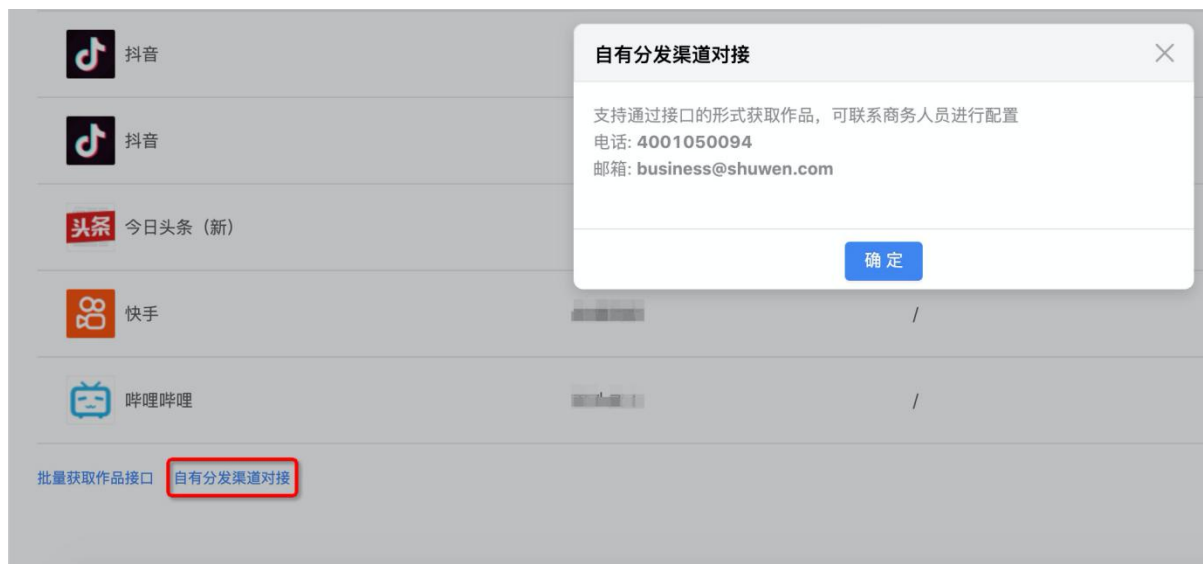 抖音
自有分发渠道对接
支持通过接口的形式获取作品，可联系商务人员进行配置
电话: 4001050094
邮箱: business@shuwen.com
确 定
抖音
头条 今日头条（新）
快手 /
哔哩哔哩 /
批量获取作品接口 自有分发渠道对接